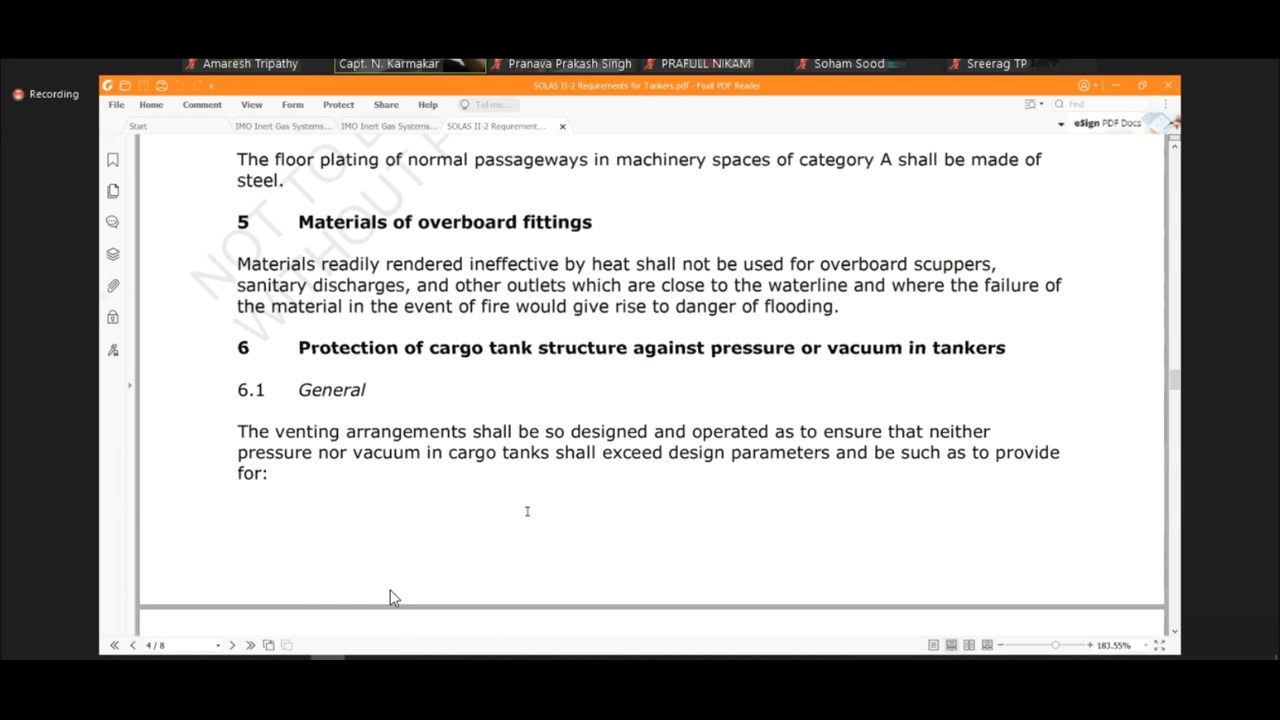 Amaresh Tripathy Capt. N. Karmakar Pranava Prakash Singh PRAFULL NIKAM Soham Sood Sreerag TP
Recording
SOLAS II-2 Requirements for Tankers.pdf - Foxit PDF Reader
File Home Comment View Form Protect Share Help Tell me... Find
Start IMO Inert Gas Systems... IMO Inert Gas Systems... SOLAS II-2 Requirement... eSign PDF Docs
The floor plating of normal passageways in machinery spaces of category A shall be made of
steel.
5 Materials of overboard fittings
Materials readily rendered ineffective by heat shall not be used for overboard scuppers,
sanitary discharges, and other outlets which are close to the waterline and where the failure of
the material in the event of fire would give rise to danger of flooding.
6 Protection of cargo tank structure against pressure or vacuum in tankers
6.1 General
The venting arrangements shall be so designed and operated as to ensure that neither
pressure nor vacuum in cargo tanks shall exceed design parameters and be such as to provide
for:
NOT TO
WITHOUT
4 / 8 183.55%